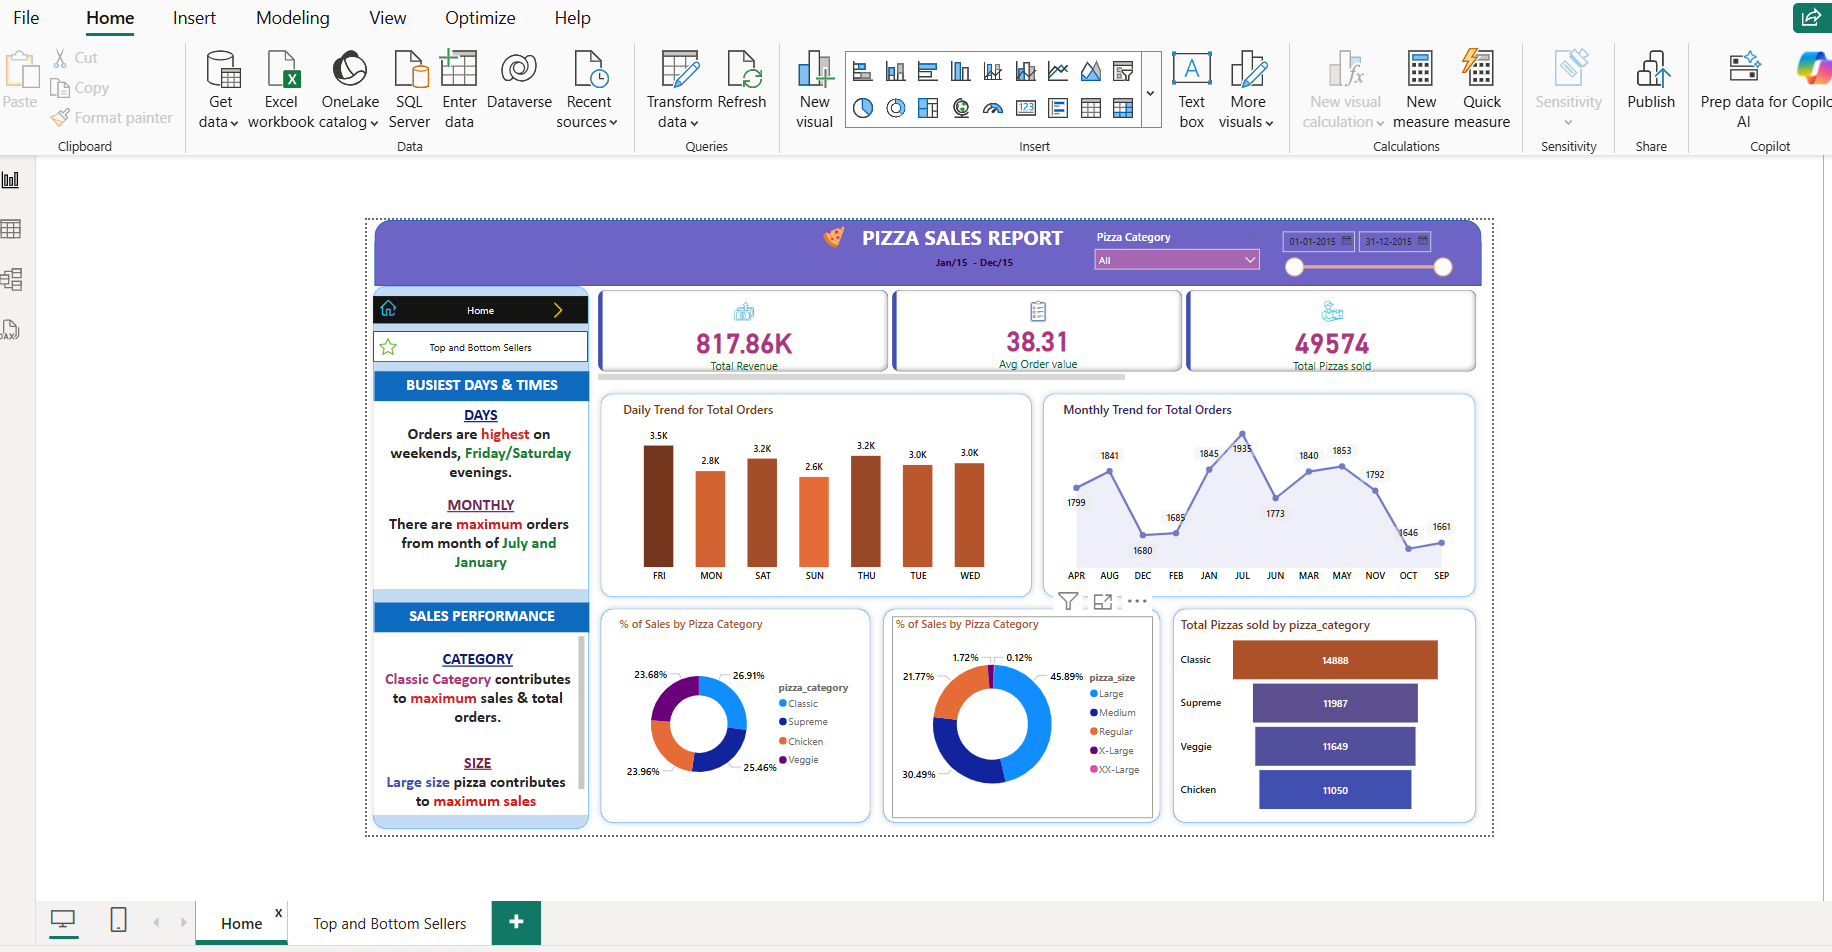 File Home Insert Modeling View Optimize Help
Paste
Cut
Copy
Format painter
Clipboard
Get data
Excel workbook
OneLake catalog
SQL Server
Enter data
Dataverse
Recent sources
Data
Transform data
Refresh
Queries
New visual
Text box
More visuals
Insert
New visual calculation
New measure
Quick measure
Calculations
Sensitivity
Sensitivity
Publish
Share
Prep data for AI
Copilo
Copilot
PIZZA SALES REPORT
Jan/15 - Dec/15
Pizza Category
All
01-01-2015
31-12-2015
Home
Top and Bottom Sellers
BUSIEST DAYS & TIMES
DAYS
Orders are highest on
weekends, Friday/Saturday
evenings.
MONTHLY
There are maximum orders
from month of July and
January
SALES PERFORMANCE
CATEGORY
Classic Category contributes
to maximum sales & total
orders.
SIZE
Large size pizza contributes
to maximum sales
817.86K
Total Revenue
38.31
Avg Order value
49574
Total Pizzas sold
Daily Trend for Total Orders
3.5K 2.8K 3.2K 2.6K 3.2K 3.0K 3.0K
FRI MON SAT SUN THU TUE WED
Monthly Trend for Total Orders
1799 1841 1680 1685 1845 1935 1773 1840 1853 1792 1646 1661
APR AUG DEC FEB JAN JUL JUN MAR MAY NOV OCT SEP
% of Sales by Pizza Category
23.68% 26.91%
23.96% 25.46%
pizza_category
Classic
Supreme
Chicken
Veggie
% of Sales by Pizza Category
1.72% 0.12%
21.77% 45.89%
30.49%
pizza_size
Large
Medium
Regular
X-Large
XX-Large
Total Pizzas sold by pizza_category
Classic 14888
Supreme 11987
Veggie 11649
Chicken 11050
Home x
Top and Bottom Sellers
+